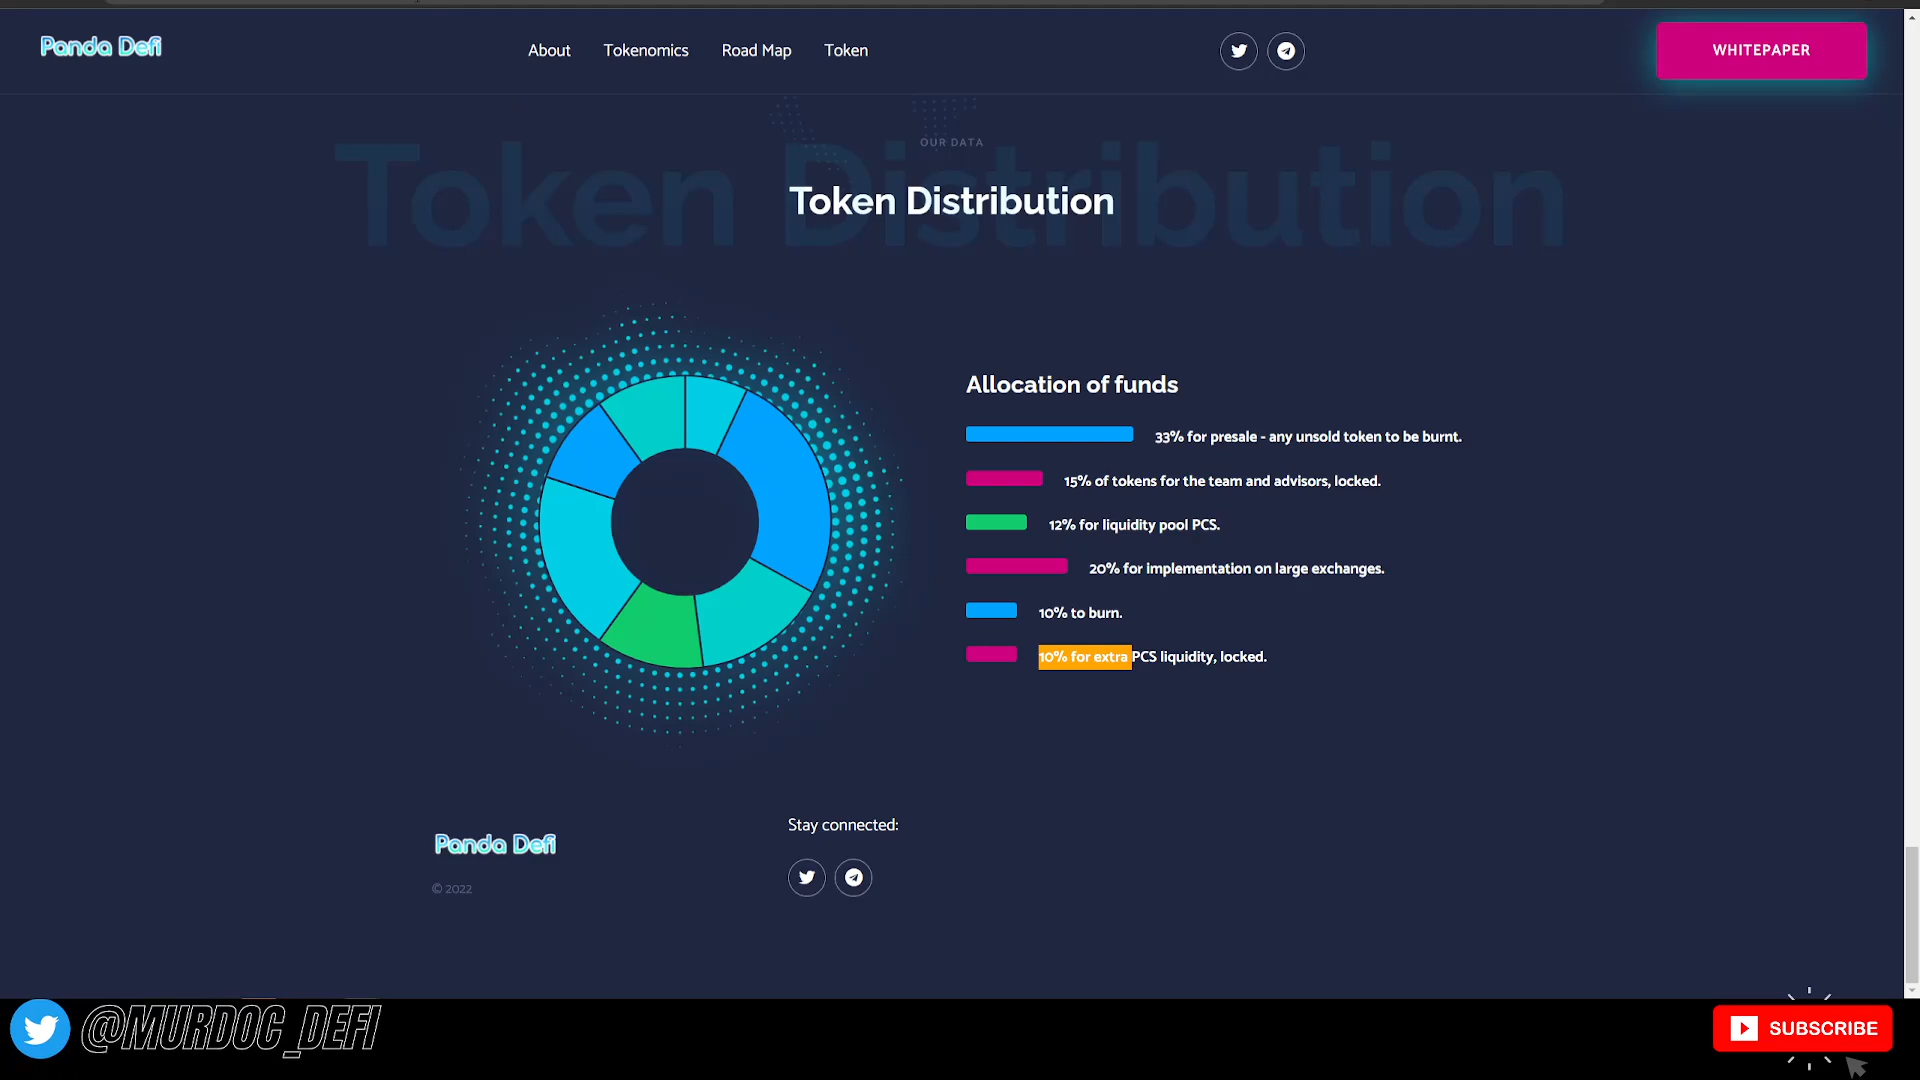 Panda Defi
About Tokenomics Road Map Token
WHITEPAPER
OUR DATA
Token Distribution
Token Distribution
Allocation of funds
33% for presale - any unsold token to be burnt.
15% of tokens for the team and advisors, locked.
12% for liquidity pool PCS.
20% for implementation on large exchanges.
10% to burn.
10% for extra PCS liquidity, locked.
Panda Defi
© 2022
Stay connected:
@MURDOC_DEFI
SUBSCRIBE